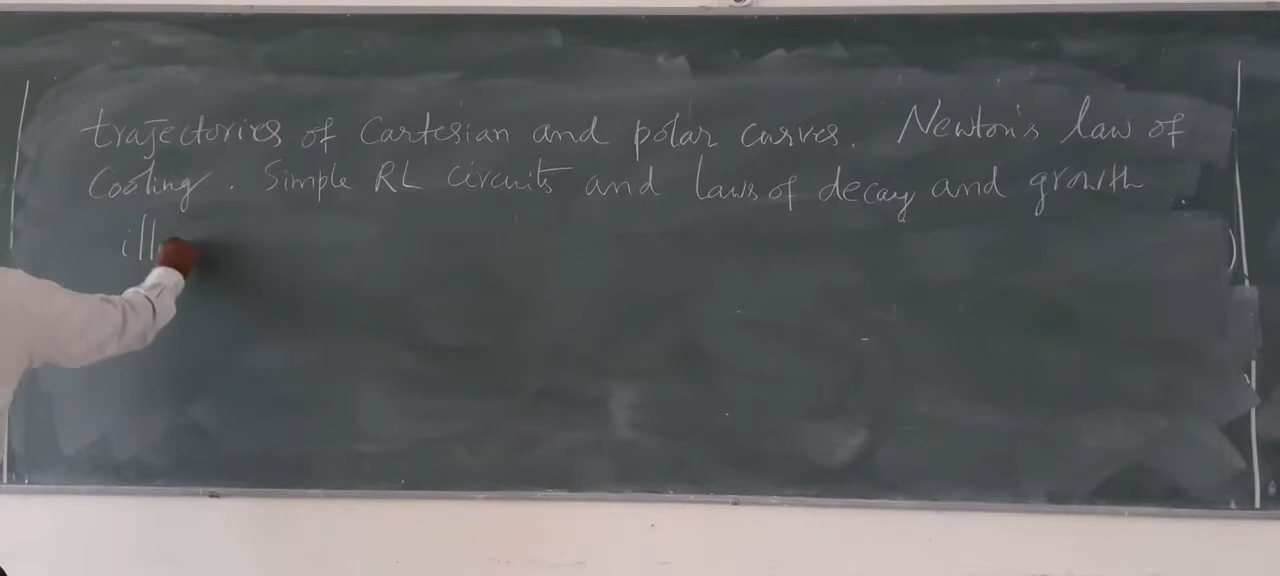 trajectories of Cartesian and polar curves. Newton's law of
Cooling. Simple RL circuits and laws of decay and growth
ill